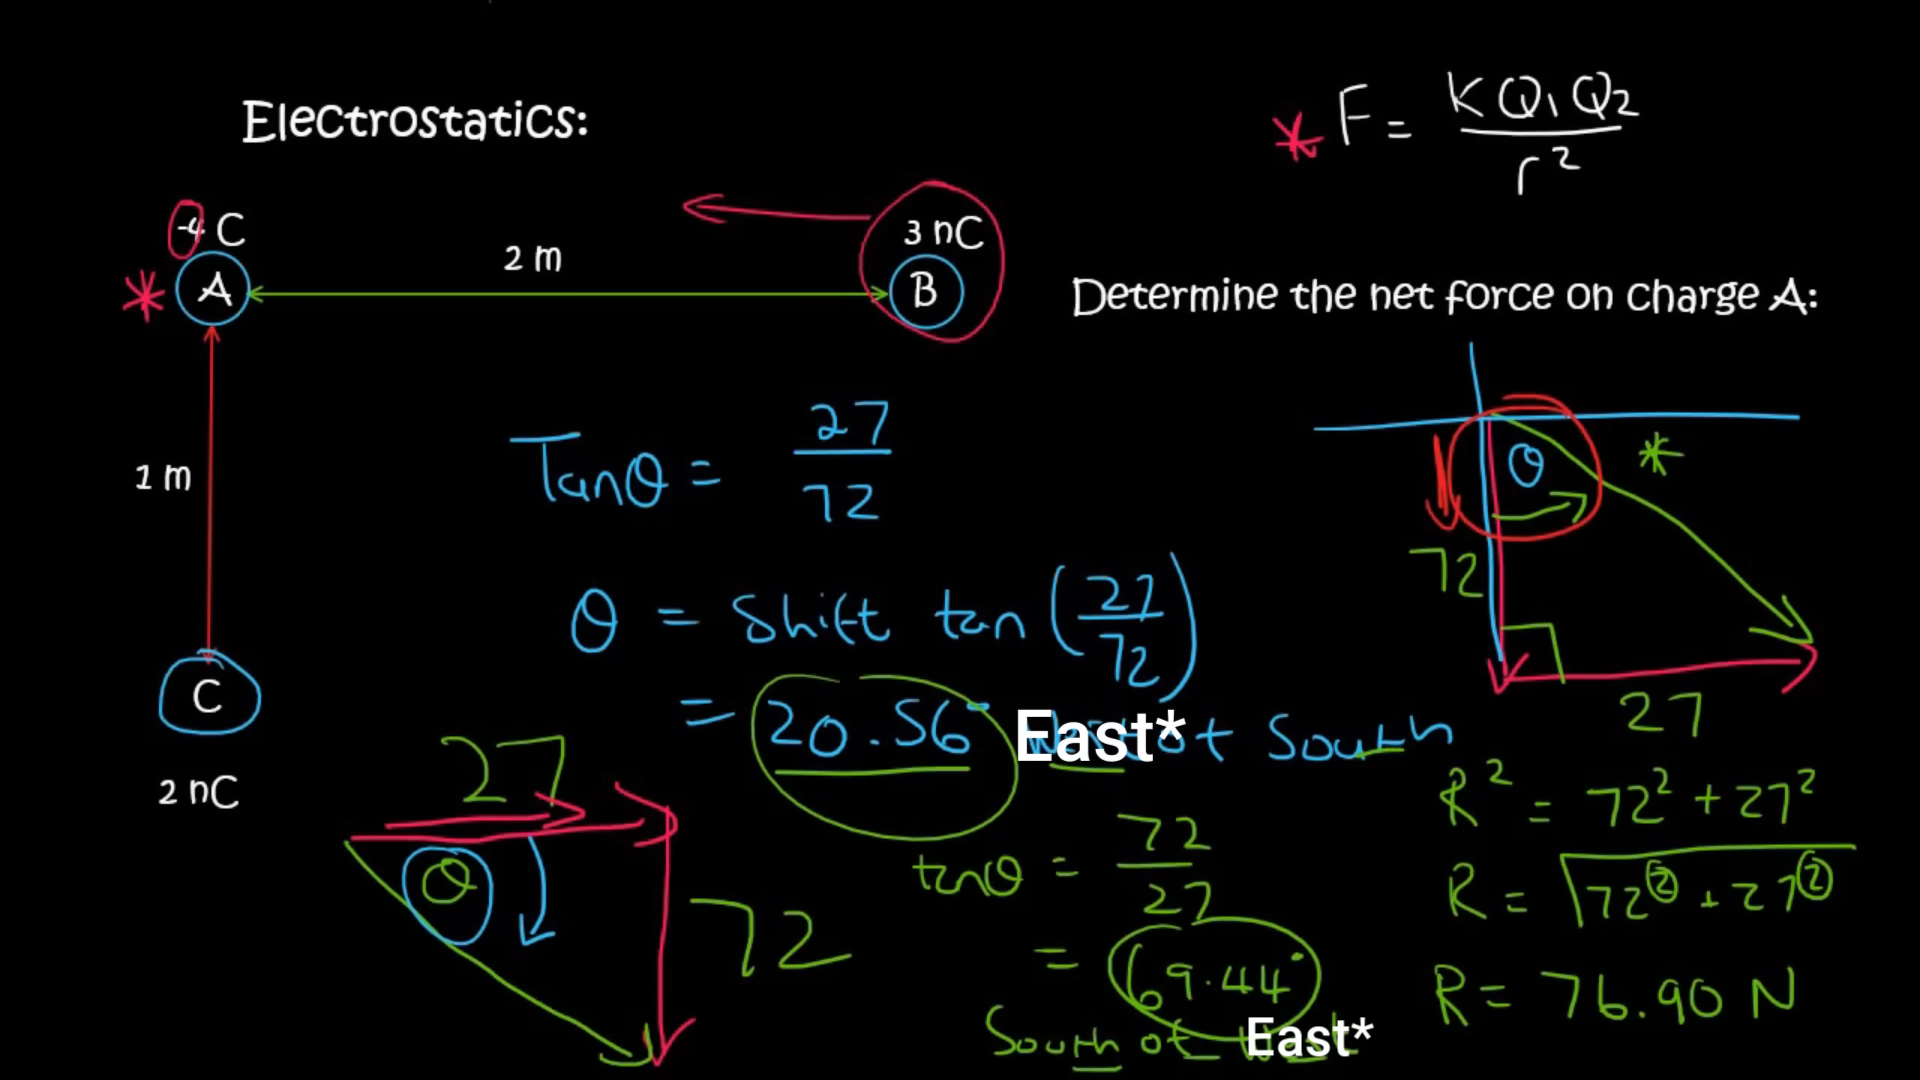 Electrostatics:
* F = KQ₁Q₂ / r²
-4 C
3 nC
A
2 m
B
Determine the net force on charge A:
1 m
C
2 nC
Tanθ = 27 / 72
θ = Shift tan (27 / 72)
= 20.56° East* of South
θ
*
72
27
27
θ
72
tanθ = 72 / 27
= 69.44°
South of East*
R² = 72² + 27²
R = √72² + 27²
R = 76.90 N